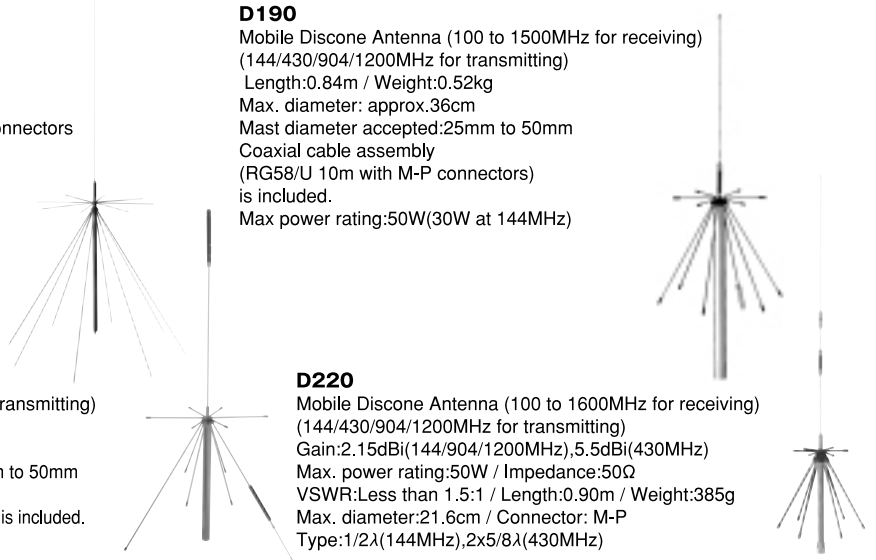 D190
Mobile Discone Antenna (100 to 1500MHz for receiving)
(144/430/904/1200MHz for transmitting)
Length:0.84m / Weight:0.52kg
Max. diameter: approx.36cm
Mast diameter accepted:25mm to 50mm
Coaxial cable assembly
(RG58/U 10m with M-P connectors)
is included.
Max power rating:50W(30W at 144MHz)
onnectors
ransmitting)
m to 50mm
is included.
D220
Mobile Discone Antenna (100 to 1600MHz for receiving)
(144/430/904/1200MHz for transmitting)
Gain:2.15dBi(144/904/1200MHz),5.5dBi(430MHz)
Max. power rating:50W / Impedance:50Ω
VSWR:Less than 1.5:1 / Length:0.90m / Weight:385g
Max. diameter:21.6cm / Connector: M-P
Type:1/2λ(144MHz),2x5/8λ(430MHz)